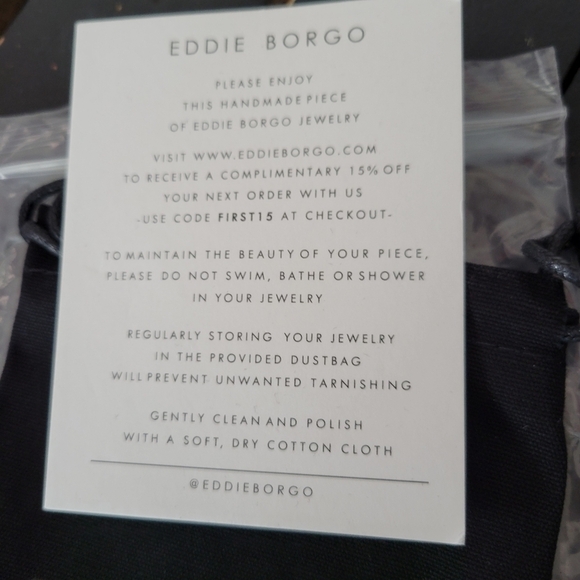 EDDIE BORGO
PLEASE ENJOY
THIS HANDMADE PIECE
OF EDDIE BORGO JEWELRY
VISIT WWW.EDDIEBORGO.COM
TO RECEIVE A COMPLIMENTARY 15% OFF
YOUR NEXT ORDER WITH US
-USE CODE FIRST15 AT CHECKOUT-
TO MAINTAIN THE BEAUTY OF YOUR PIECE,
PLEASE DO NOT SWIM, BATHE OR SHOWER
IN YOUR JEWELRY
REGULARLY STORING YOUR JEWELRY
IN THE PROVIDED DUSTBAG
WILL PREVENT UNWANTED TARNISHING
GENTLY CLEAN AND POLISH
WITH A SOFT, DRY COTTON CLOTH
@EDDIEBORGO